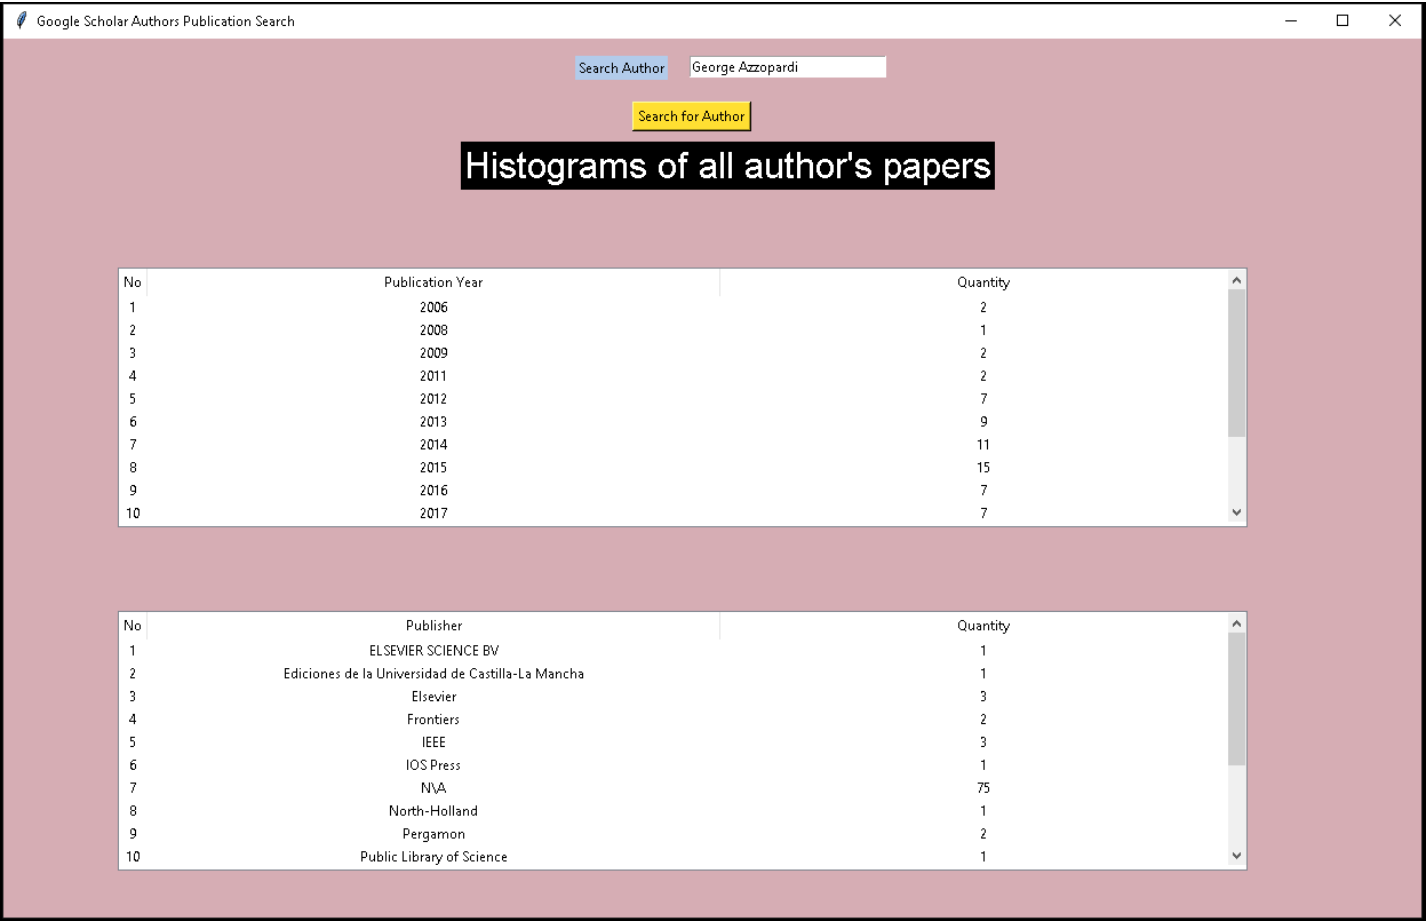 Google Scholar Authors Publication Search
Search Author George Azzopardi
Search for Author
Histograms of all author's papers
No Publication Year Quantity
1 2006 2
2 2008 1
3 2009 2
4 2011 2
5 2012 7
6 2013 9
7 2014 11
8 2015 15
9 2016 7
10 2017 7
No Publisher Quantity
1 ELSEVIER SCIENCE BV 1
2 Ediciones de la Universidad de Castilla-La Mancha 1
3 Elsevier 3
4 Frontiers 2
5 IEEE 3
6 IOS Press 1
7 N\A 75
8 North-Holland 1
9 Pergamon 2
10 Public Library of Science 1